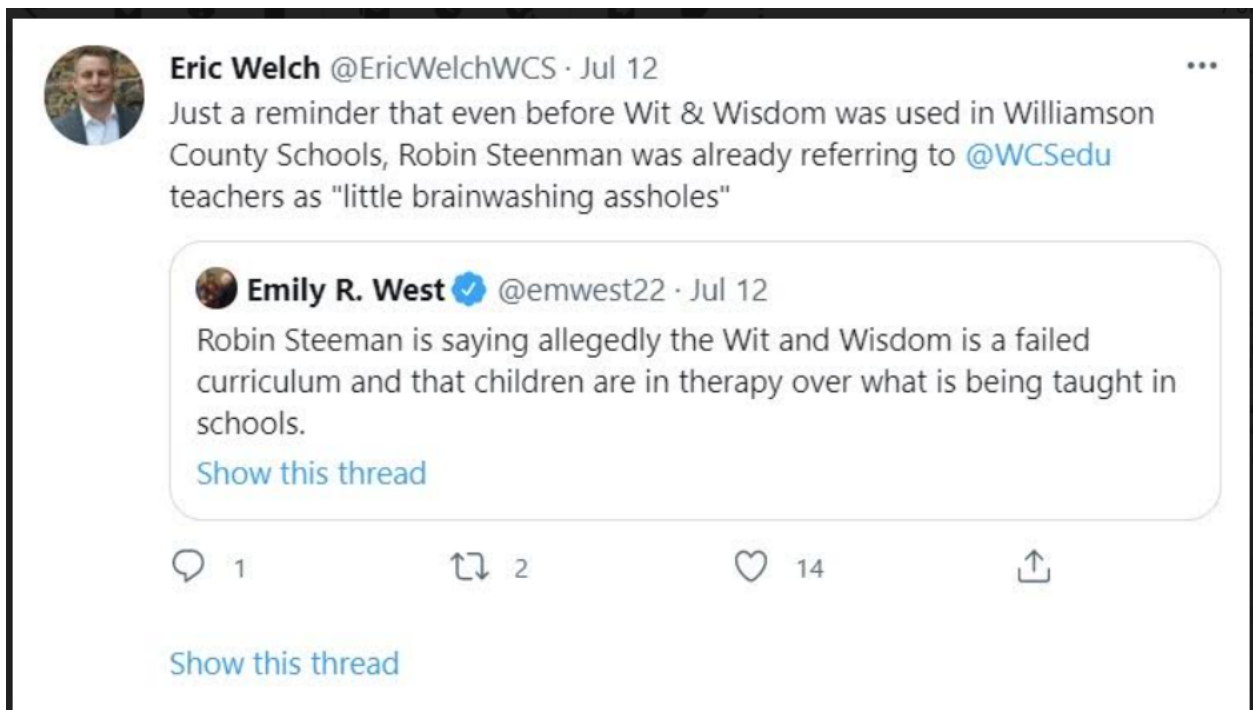 Eric Welch @EricWelchWCS · Jul 12
Just a reminder that even before Wit & Wisdom was used in Williamson
County Schools, Robin Steenman was already referring to @WCSedu
teachers as "little brainwashing assholes"
Emily R. West @emwest22 · Jul 12
Robin Steeman is saying allegedly the Wit and Wisdom is a failed
curriculum and that children are in therapy over what is being taught in
schools.
Show this thread
1 2 14
Show this thread